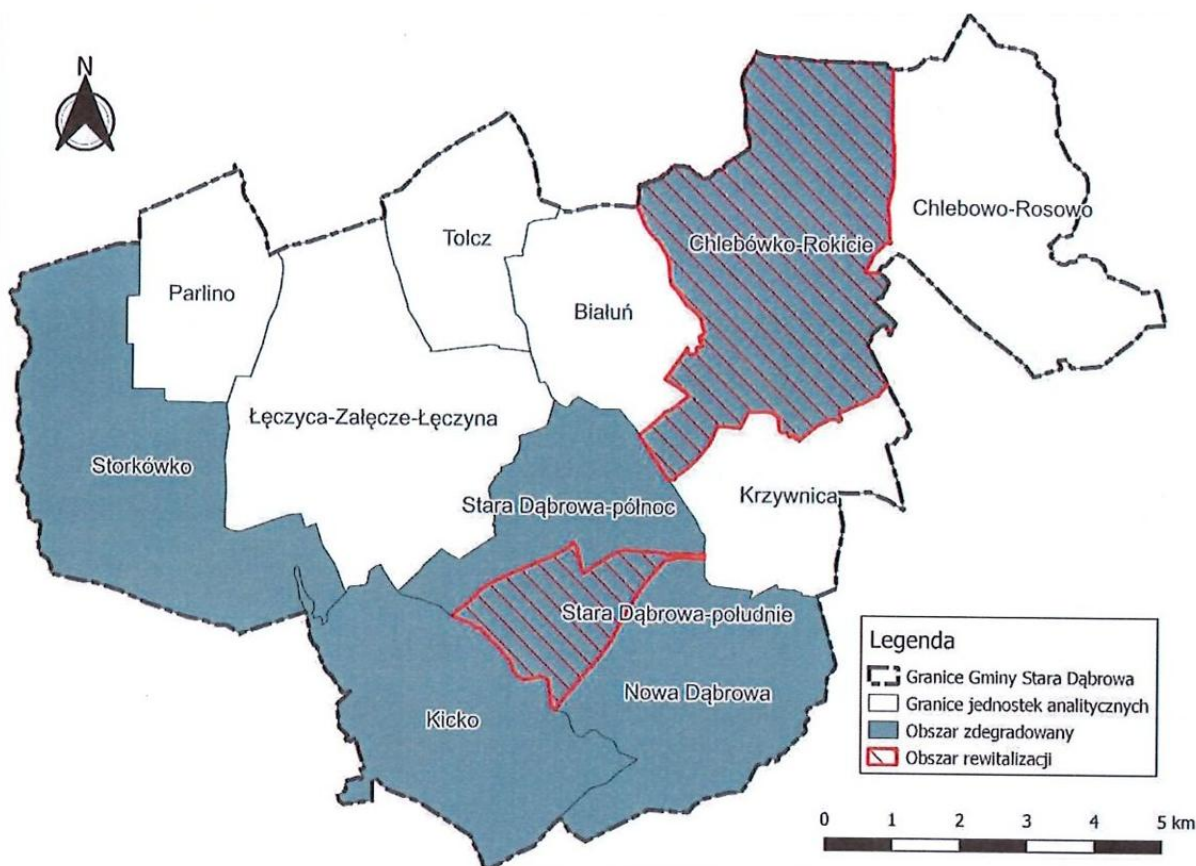 N
Chlebowo-Rosowo
Tolcz
Chlebówko-Rokicie
Parlino
Białuń
Łęczyca-Załęcze-Łęczyna
Storkówko
Stara Dąbrowa-północ
Krzywnica
Stara Dąbrowa-południe
Nowa Dąbrowa
Kicko
Legenda
Granice Gminy Stara Dąbrowa
Granice jednostek analitycznych
Obszar zdegradowany
Obszar rewitalizacji
0 1 2 3 4 5 km